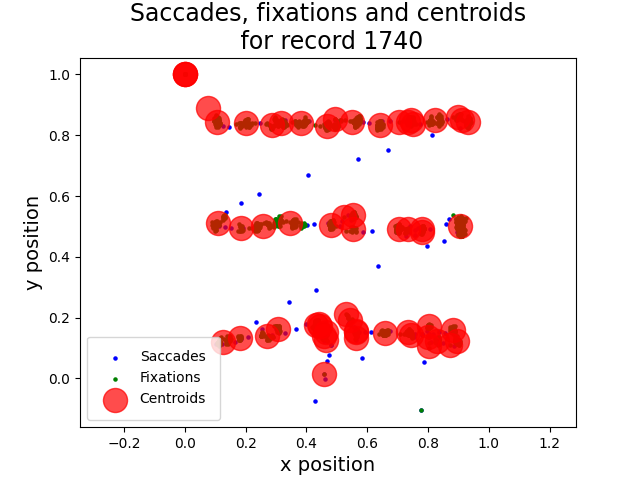 Saccades, fixations and centroids
for record 1740
1.0
0.8
0.6
0.4
0.2
0.0
y position
Saccades
Fixations
Centroids
−0.2
0.0
0.2
0.4
0.6
0.8
1.0
1.2
x position